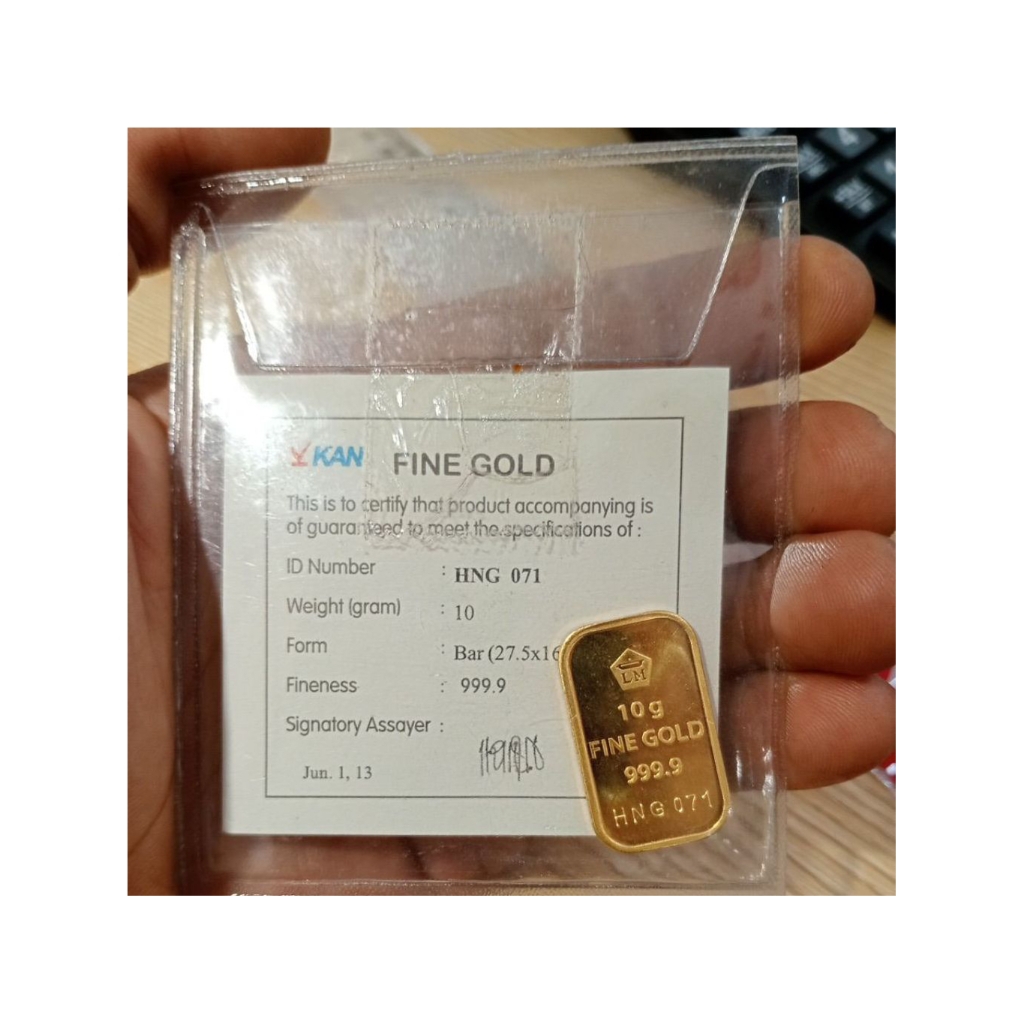 KAN FINE GOLD
This is to certify that product accompanying is
of guaranteed to meet the specifications of :
ID Number : HNG 071
Weight (gram) : 10
Form : Bar (27.5x16
Fineness : 999.9
Signatory Assayer :
Jun. 1, 13
LM
10 g
FINE GOLD
999.9
HNG 071